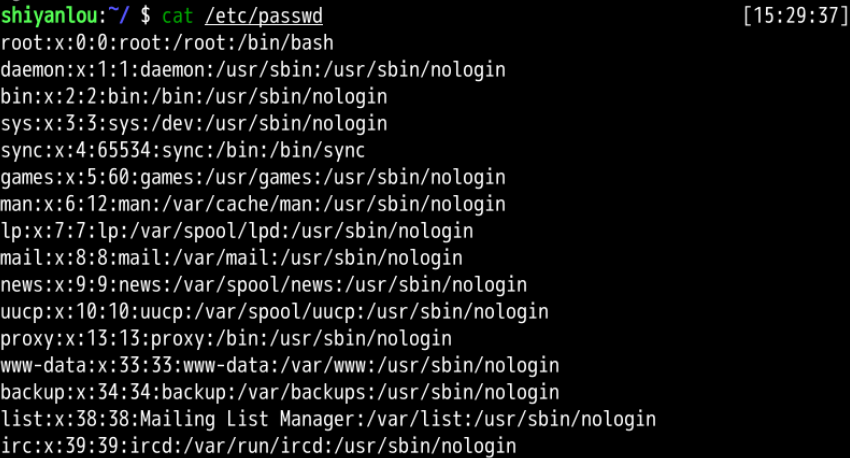 shiyanlou:~/ $ cat /etc/passwd [15:29:37]
root:x:0:0:root:/root:/bin/bash
daemon:x:1:1:daemon:/usr/sbin:/usr/sbin/nologin
bin:x:2:2:bin:/bin:/usr/sbin/nologin
sys:x:3:3:sys:/dev:/usr/sbin/nologin
sync:x:4:65534:sync:/bin:/bin/sync
games:x:5:60:games:/usr/games:/usr/sbin/nologin
man:x:6:12:man:/var/cache/man:/usr/sbin/nologin
lp:x:7:7:lp:/var/spool/lpd:/usr/sbin/nologin
mail:x:8:8:mail:/var/mail:/usr/sbin/nologin
news:x:9:9:news:/var/spool/news:/usr/sbin/nologin
uucp:x:10:10:uucp:/var/spool/uucp:/usr/sbin/nologin
proxy:x:13:13:proxy:/bin:/usr/sbin/nologin
www-data:x:33:33:www-data:/var/www:/usr/sbin/nologin
backup:x:34:34:backup:/var/backups:/usr/sbin/nologin
list:x:38:38:Mailing List Manager:/var/list:/usr/sbin/nologin
irc:x:39:39:ircd:/var/run/ircd:/usr/sbin/nologin